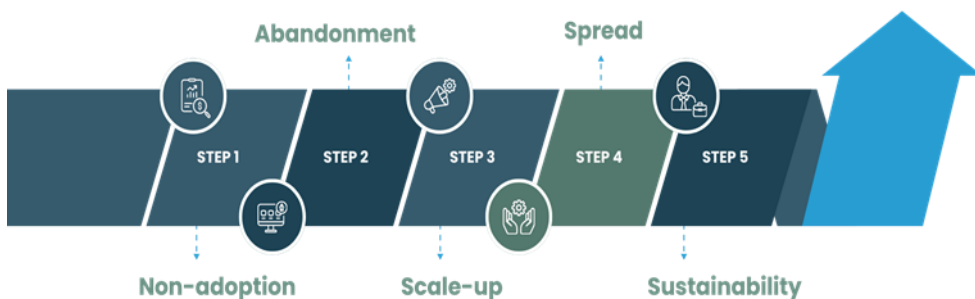 Abandonment
Spread
STEP 1
STEP 2
STEP 3
STEP 4
STEP 5
Non-adoption
Scale-up
Sustainability